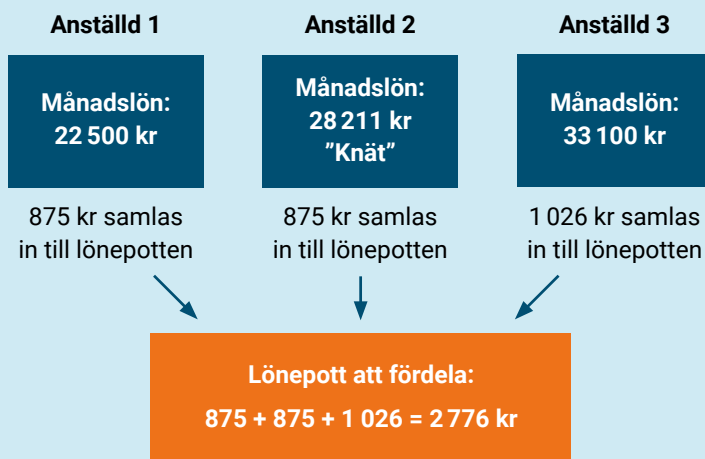 Anställd 1
Månadslön:
22 500 kr
875 kr samlas
in till lönepotten
Anställd 2
Månadslön:
28 211 kr
”Knät”
875 kr samlas
in till lönepotten
Anställd 3
Månadslön:
33 100 kr
1 026 kr samlas
in till lönepotten
Lönepott att fördela:
875 + 875 + 1 026 = 2 776 kr